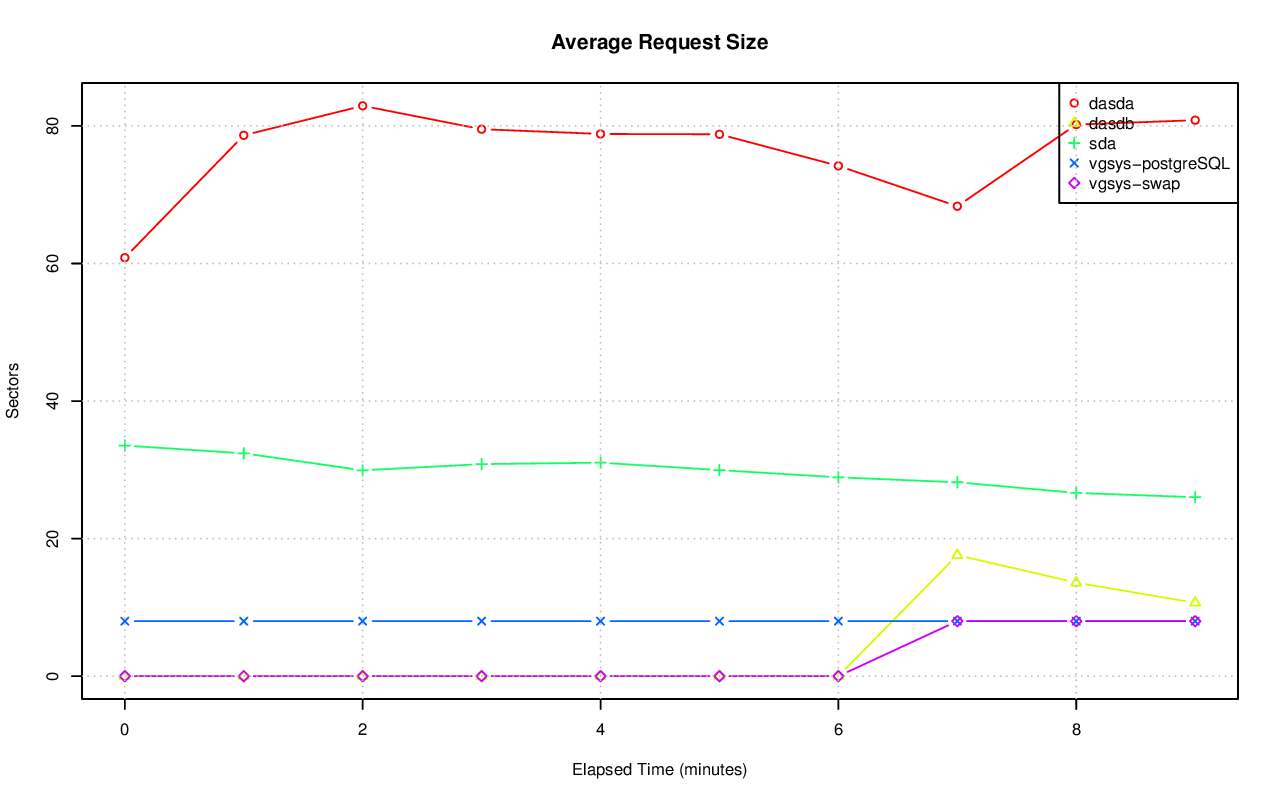 Average Request Size
dasda
dasdb
sda
vgsys−postgreSQL
vgsys−swap
80
60
40
20
0
Sectors
0 2 4 6 8
Elapsed Time (minutes)